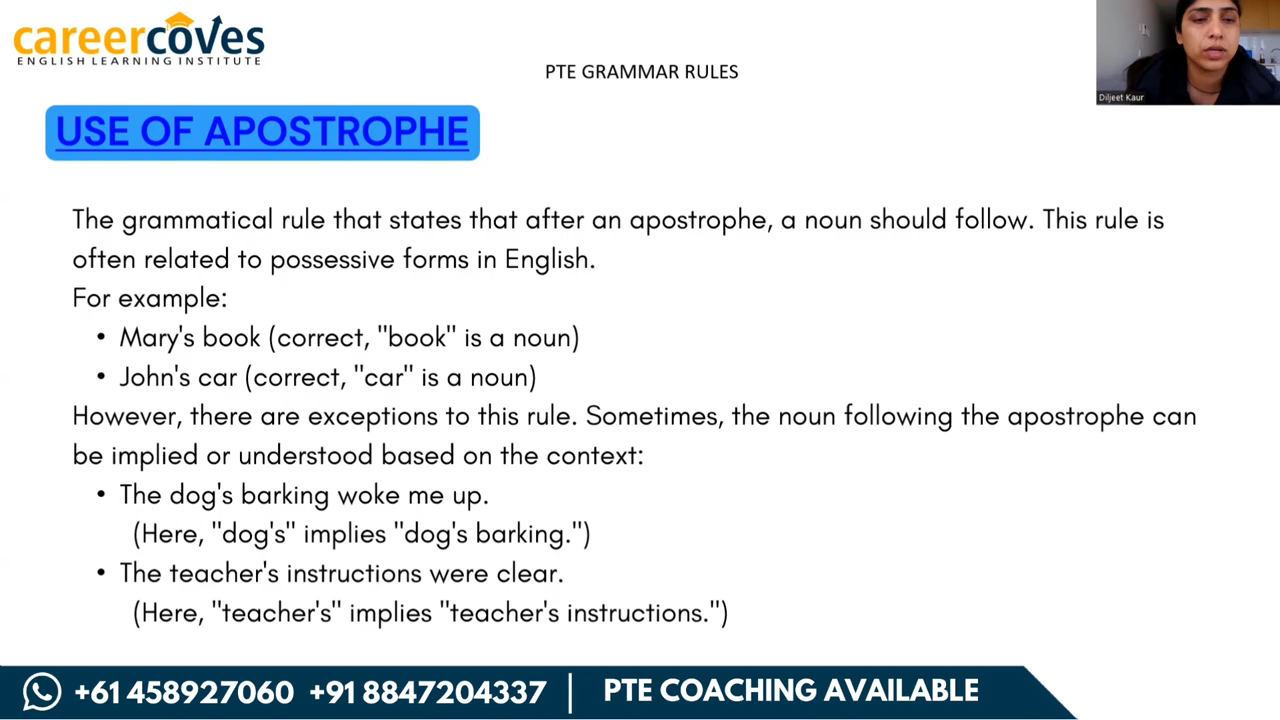 careercoves
ENGLISH LEARNING INSTITUTE
PTE GRAMMAR RULES
Diljeet Kaur
USE OF APOSTROPHE
The grammatical rule that states that after an apostrophe, a noun should follow. This rule is
often related to possessive forms in English.
For example:
• Mary's book (correct, "book" is a noun)
• John's car (correct, "car" is a noun)
However, there are exceptions to this rule. Sometimes, the noun following the apostrophe can
be implied or understood based on the context:
• The dog's barking woke me up.
(Here, "dog's" implies "dog's barking.")
• The teacher's instructions were clear.
(Here, "teacher's" implies "teacher's instructions.")
+61 458927060 +91 8847204337 | PTE COACHING AVAILABLE